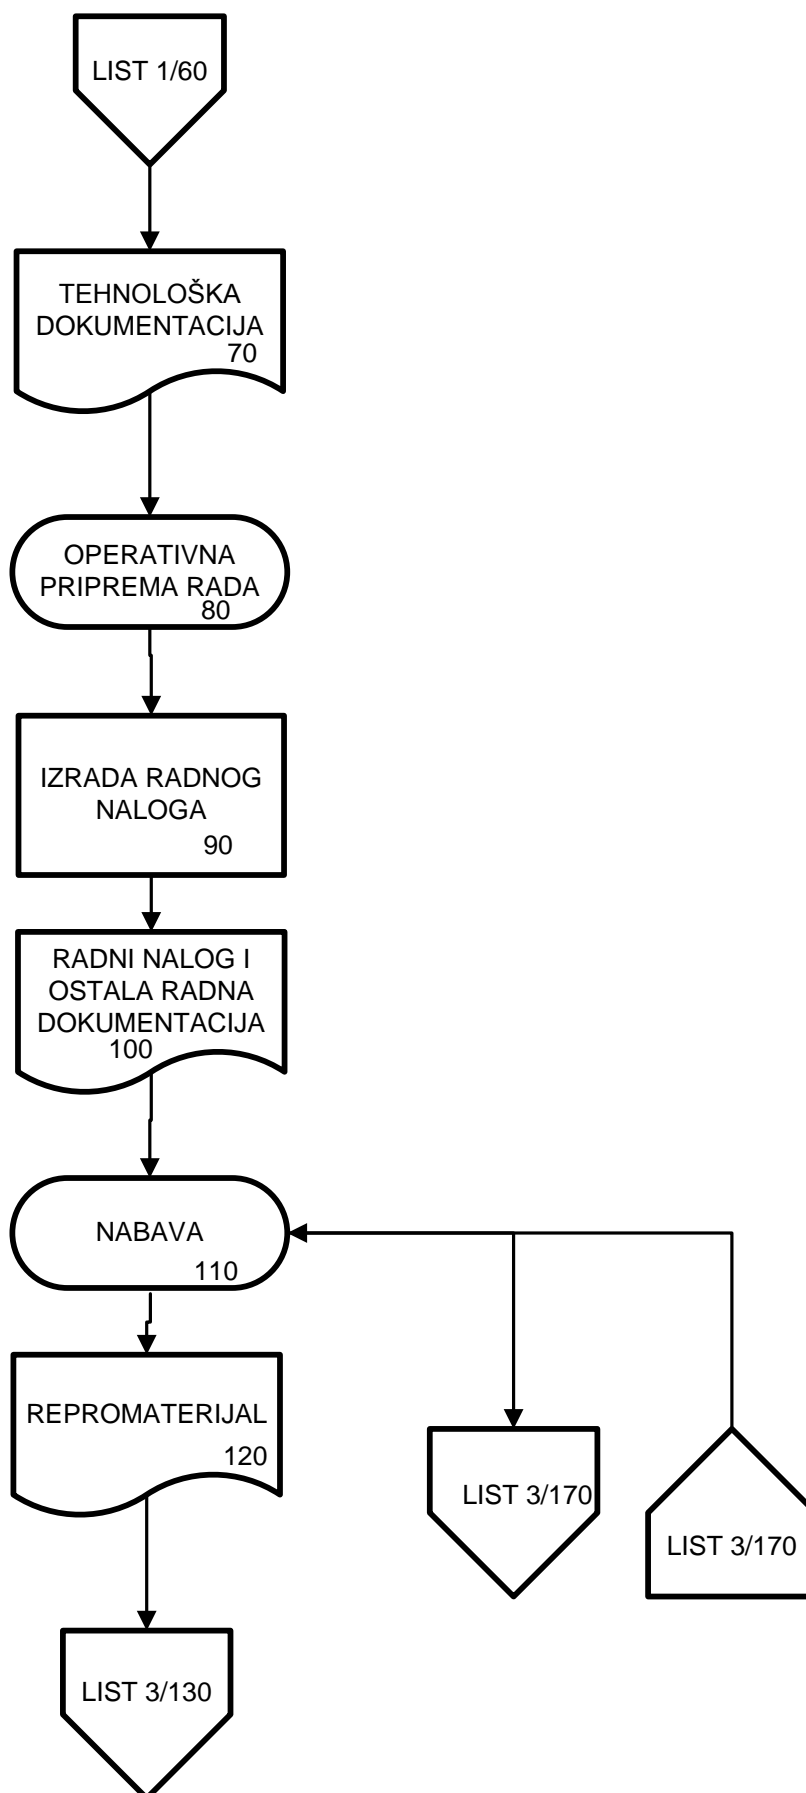 LIST 1/60
TEHNOLOŠKA
DOKUMENTACIJA
70
OPERATIVNA
PRIPREMA RADA
80
IZRADA RADNOG
NALOGA
90
RADNI NALOG I
OSTALA RADNA
DOKUMENTACIJA
100
NABAVA
110
REPROMATERIJAL
120
LIST 3/170
LIST 3/170
LIST 3/130